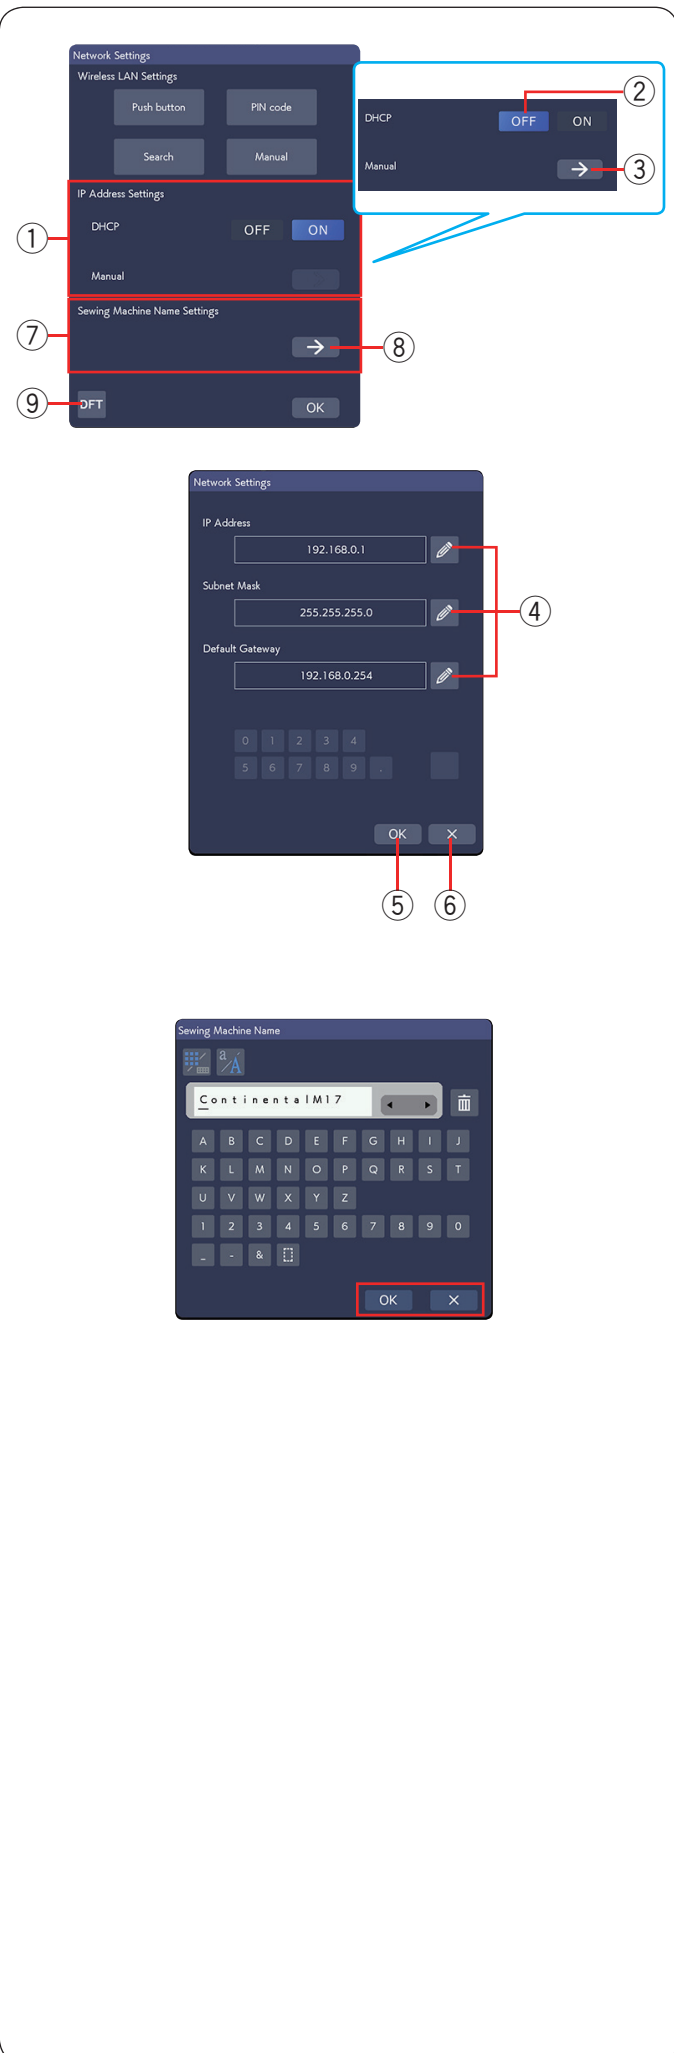 Network Settings
Wireless LAN Settings
Push button PIN code
Search Manual
IP Address Settings
DHCP OFF ON
Manual
Sewing Machine Name Settings
→
DFT OK
①
⑦
⑨
⑧
DHCP OFF ON
Manual →
②
③
Network Settings
IP Address
192.168.0.1
Subnet Mask
255.255.255.0
Default Gateway
192.168.0.254
0 1 2 3 4
5 6 7 8 9 .
OK ×
④
⑤ ⑥
Sewing Machine Name
a/A
ContinentalM17
A B C D E F G H I J
K L M N O P Q R S T
U V W X Y Z
1 2 3 4 5 6 7 8 9 0
_ - &
OK ×